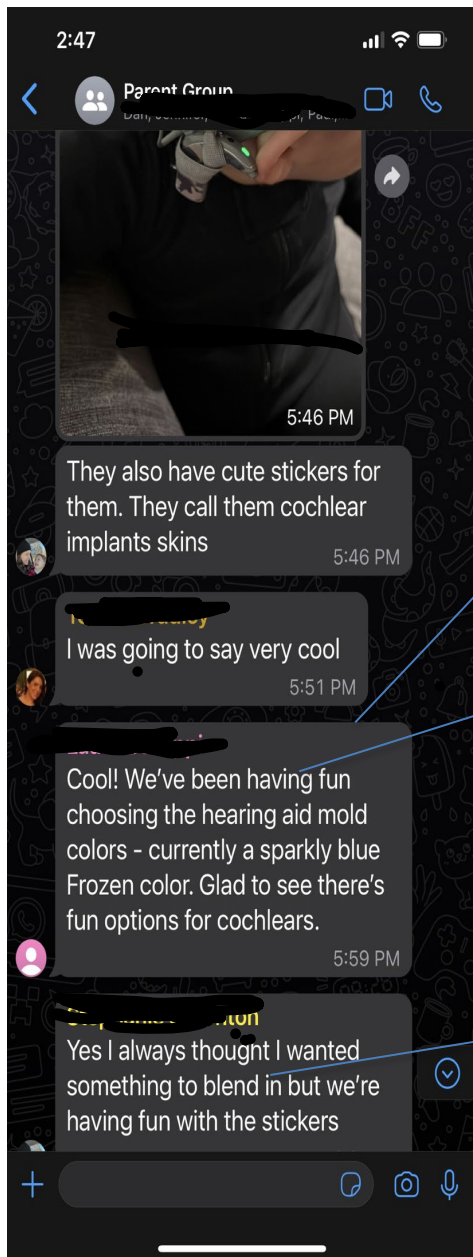 2:47
Parent Group
5:46 PM
They also have cute stickers for
them. They call them cochlear
implants skins
5:46 PM
I was going to say very cool
5:51 PM
Cool! We've been having fun
choosing the hearing aid mold
colors - currently a sparkly blue
Frozen color. Glad to see there's
fun options for cochlears.
5:59 PM
Yes I always thought I wanted
something to blend in but we're
having fun with the stickers